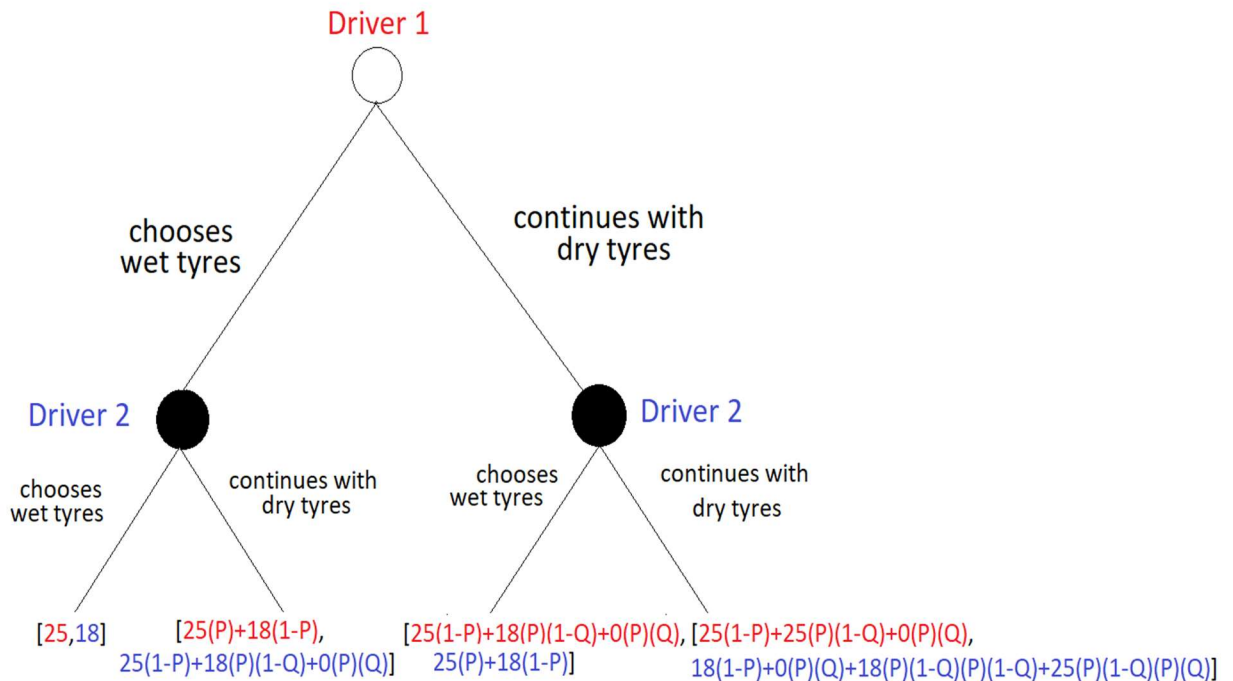 Driver 1
chooses
wet tyres
continues with
dry tyres
Driver 2
Driver 2
chooses
wet tyres
continues with
dry tyres
chooses
wet tyres
continues with
dry tyres
[25,18]
[25(P)+18(1-P),
25(1-P)+18(P)(1-Q)+0(P)(Q)]
[25(1-P)+18(P)(1-Q)+0(P)(Q),
25(P)+18(1-P)]
[25(1-P)+25(P)(1-Q)+0(P)(Q),
18(1-P)+0(P)(Q)+18(P)(1-Q)(P)(1-Q)+25(P)(1-Q)(P)(Q)]